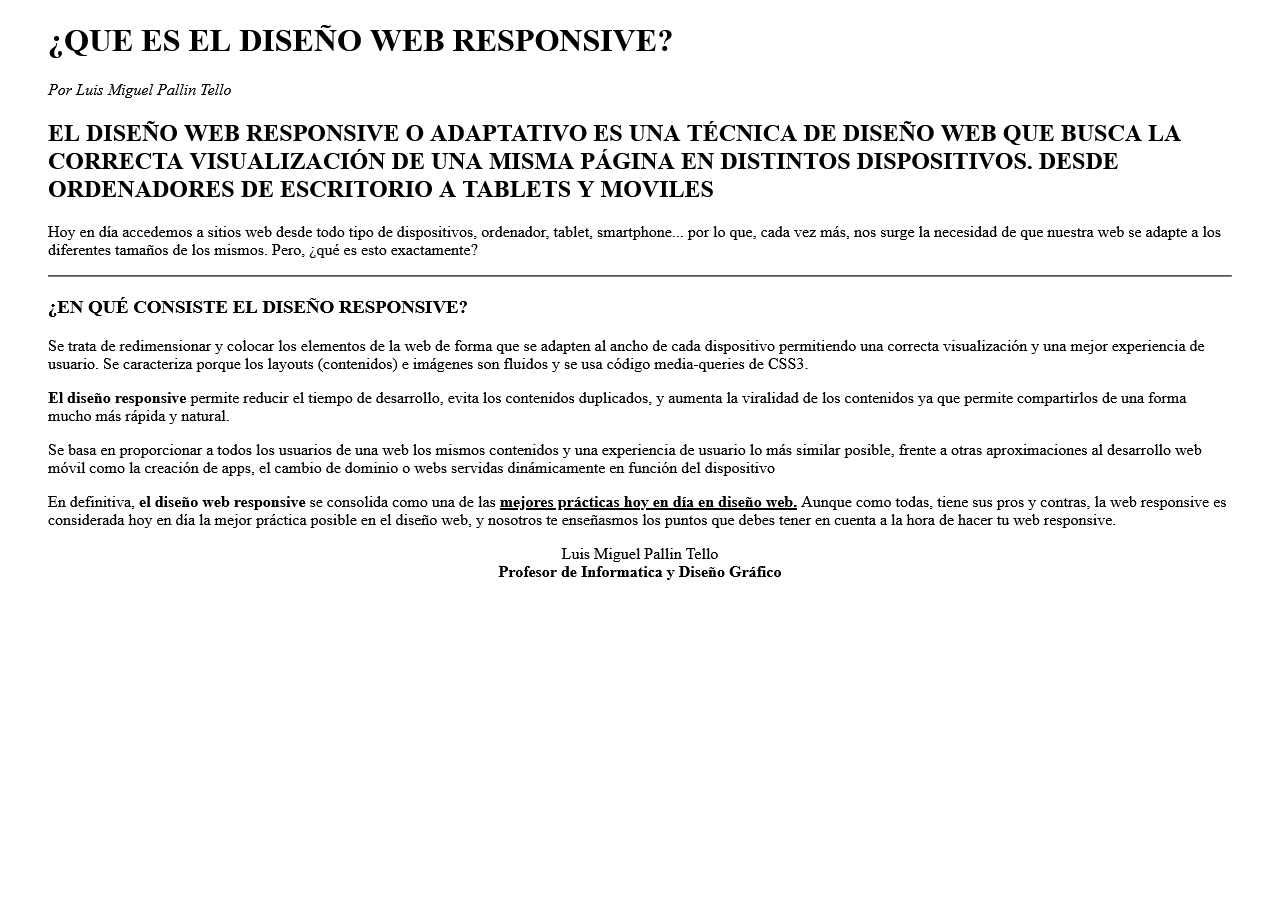 ¿QUE ES EL DISEÑO WEB RESPONSIVE?
Por Luis Miguel Pallin Tello
EL DISEÑO WEB RESPONSIVE O ADAPTATIVO ES UNA TÉCNICA DE DISEÑO WEB QUE BUSCA LA
CORRECTA VISUALIZACIÓN DE UNA MISMA PÁGINA EN DISTINTOS DISPOSITIVOS. DESDE
ORDENADORES DE ESCRITORIO A TABLETS Y MOVILES
Hoy en día accedemos a sitios web desde todo tipo de dispositivos, ordenador, tablet, smartphone... por lo que, cada vez más, nos surge la necesidad de que nuestra web se adapte a los
diferentes tamaños de los mismos. Pero, ¿qué es esto exactamente?
¿EN QUÉ CONSISTE EL DISEÑO RESPONSIVE?
Se trata de redimensionar y colocar los elementos de la web de forma que se adapten al ancho de cada dispositivo permitiendo una correcta visualización y una mejor experiencia de
usuario. Se caracteriza porque los layouts (contenidos) e imágenes son fluidos y se usa código media-queries de CSS3.
El diseño responsive permite reducir el tiempo de desarrollo, evita los contenidos duplicados, y aumenta la viralidad de los contenidos ya que permite compartirlos de una forma
mucho más rápida y natural.
Se basa en proporcionar a todos los usuarios de una web los mismos contenidos y una experiencia de usuario lo más similar posible, frente a otras aproximaciones al desarrollo web
móvil como la creación de apps, el cambio de dominio o webs servidas dinámicamente en función del dispositivo
En definitiva, el diseño web responsive se consolida como una de las mejores prácticas hoy en día en diseño web. Aunque como todas, tiene sus pros y contras, la web responsive es
considerada hoy en día la mejor práctica posible en el diseño web, y nosotros te enseñasmos los puntos que debes tener en cuenta a la hora de hacer tu web responsive.
Luis Miguel Pallin Tello
Profesor de Informatica y Diseño Gráfico